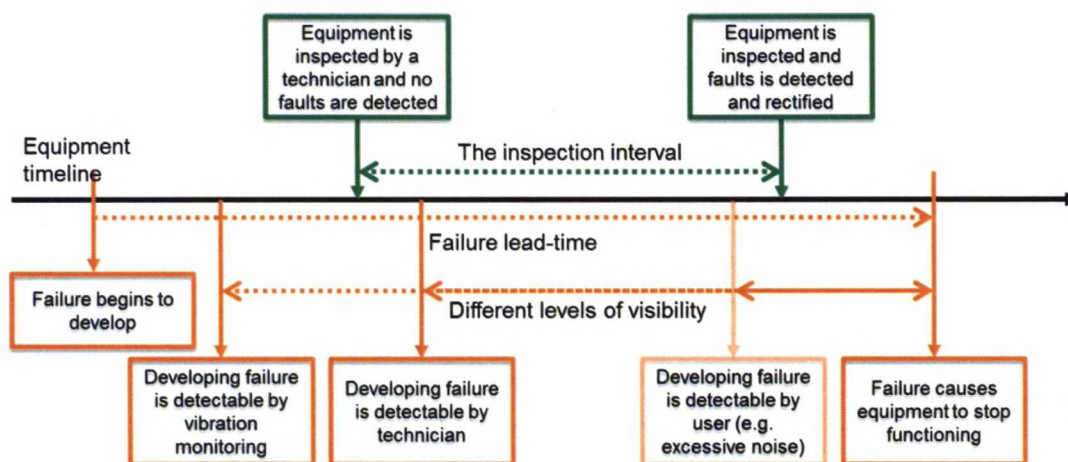 Equipment is
inspected by a
technician and no
faults are detected
Equipment is
inspected and
faults is detected
and rectified
Equipment
timeline
The inspection interval
Failure lead-time
Different levels of visibility
Failure begins to
develop
Developing failure
is detectable by
vibration
monitoring
Developing failure
is detectable by
technician
Developing failure
is detectable by
user (e.g.
excessive noise)
Failure causes
equipment to stop
functioning